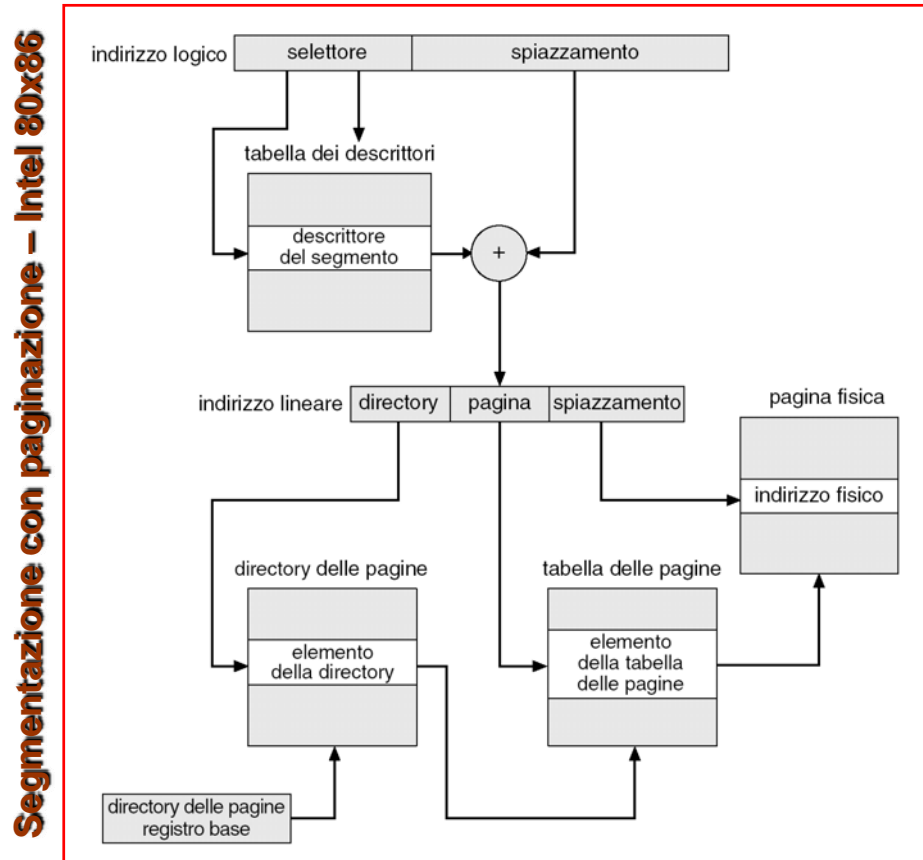 Segmentazione con paginazione – Intel 80x86
indirizzo logico
selettore
spiazzamento
tabella dei descrittori
descrittore
del segmento
+
indirizzo lineare
directory
pagina
spiazzamento
pagina fisica
indirizzo fisico
directory delle pagine
tabella delle pagine
elemento
della directory
elemento
della tabella
delle pagine
directory delle pagine
registro base